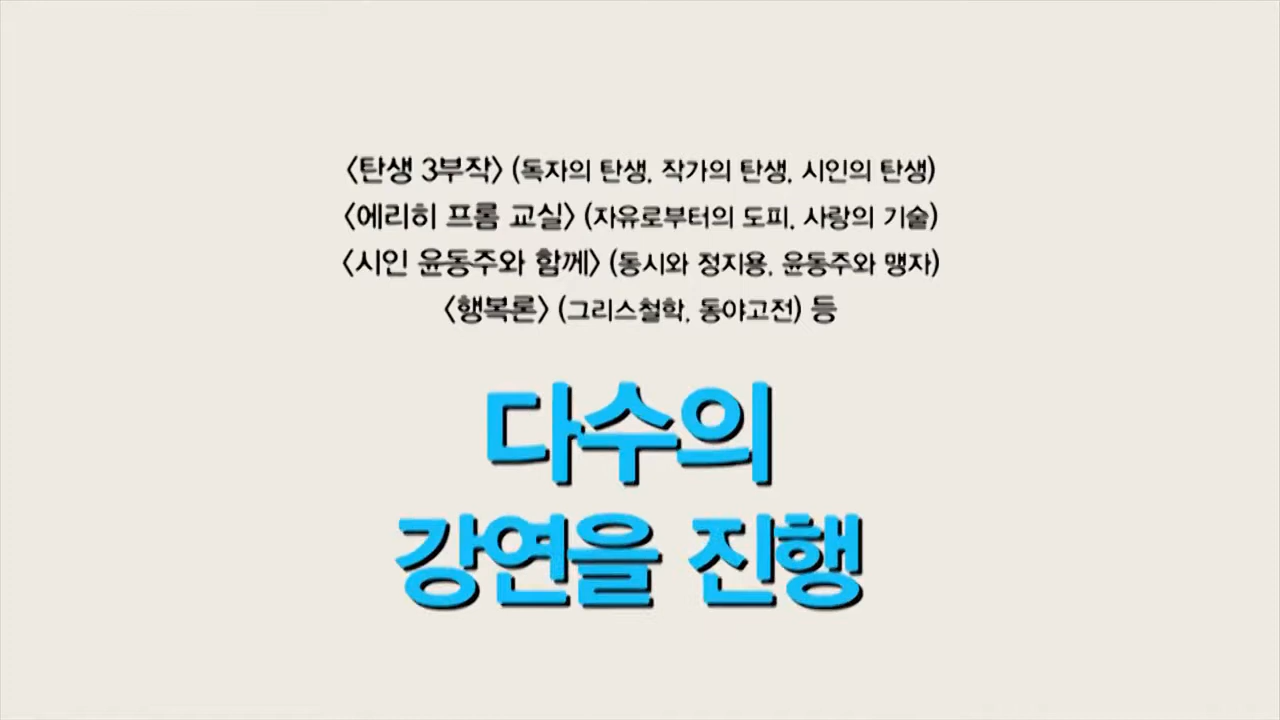 <탄생 3부작> (독자의 탄생, 작가의 탄생, 시인의 탄생)
<에리히 프롬 교실> (자유로부터의 도피, 사랑의 기술)
<시인 윤동주와 함께> (동시와 정지용, 윤동주와 맹자)
<행복론> (그리스철학, 동야고전) 등
다수의
강연을 진행